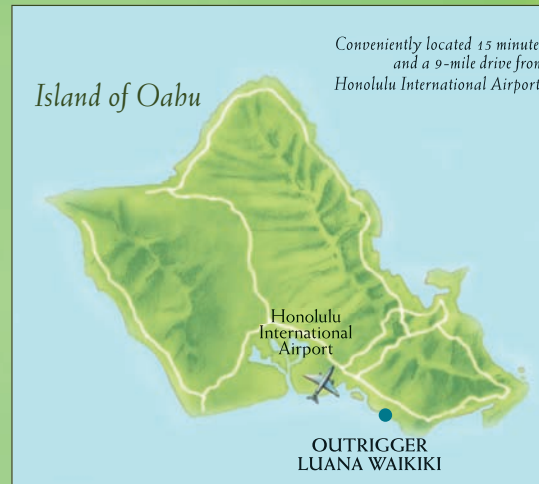 Conveniently located 15 minute
and a 9-mile drive from
Honolulu International Airport
Island of Oahu
Honolulu
International
Airport
OUTRIGGER
LUANA WAIKIKI